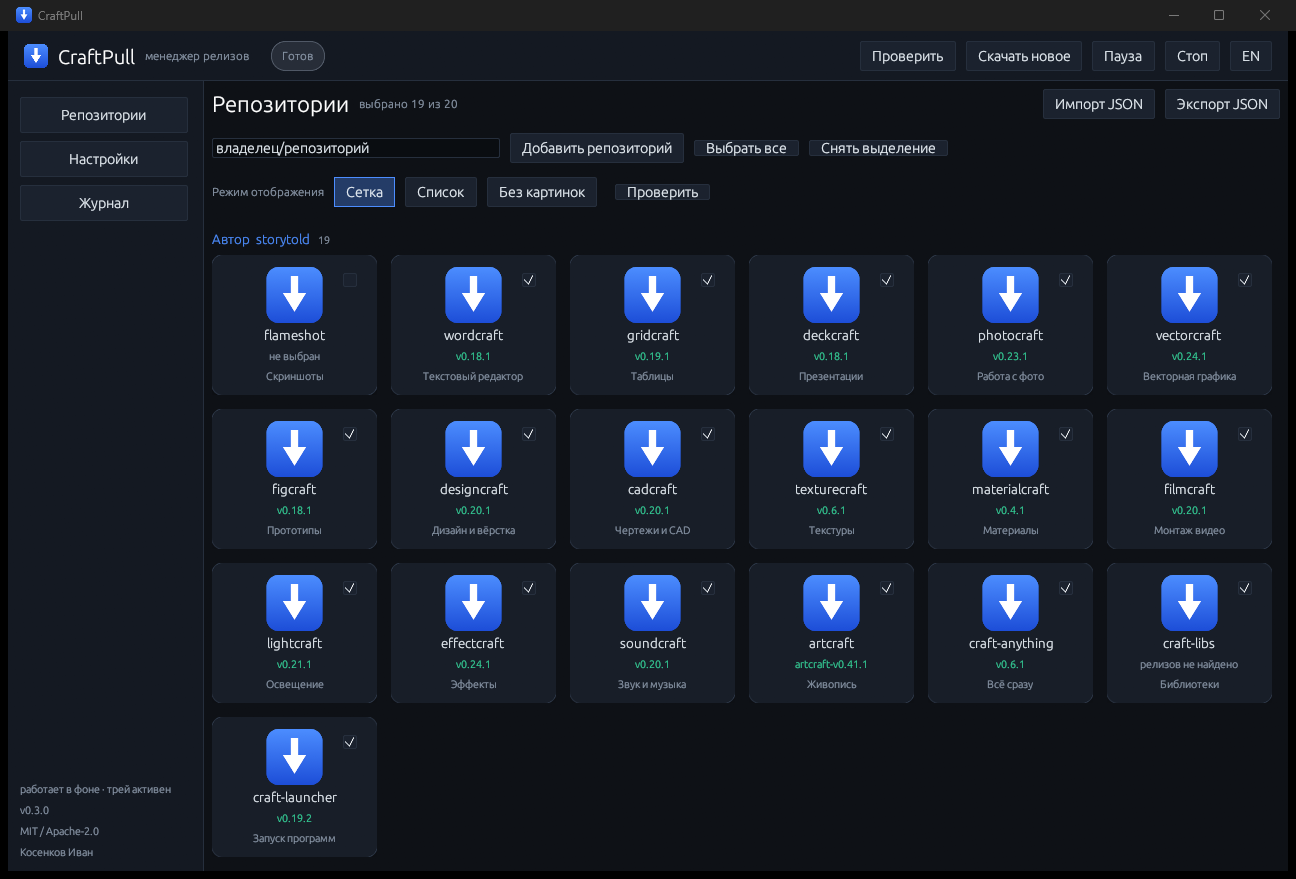 CraftPull
CraftPull менеджер релизов Готов Проверить Скачать новое Пауза Стоп EN
Репозитории
Настройки
Журнал
работает в фоне · трей активен
v0.3.0
MIT / Apache-2.0
Косенков Иван
Репозитории выбрано 19 из 20 Импорт JSON Экспорт JSON
владелец/репозиторий Добавить репозиторий Выбрать все Снять выделение
Режим отображения Сетка Список Без картинок Проверить
Автор storytold 19
flameshot
не выбран
Скриншоты
wordcraft
v0.18.1
Текстовый редактор
gridcraft
v0.19.1
Таблицы
deckcraft
v0.18.1
Презентации
photocraft
v0.23.1
Работа с фото
vectorcraft
v0.24.1
Векторная графика
figcraft
v0.18.1
Прототипы
designcraft
v0.20.1
Дизайн и вёрстка
cadcraft
v0.20.1
Чертежи и CAD
texturecraft
v0.6.1
Текстуры
materialcraft
v0.4.1
Материалы
filmcraft
v0.20.1
Монтаж видео
lightcraft
v0.21.1
Освещение
effectcraft
v0.24.1
Эффекты
soundcraft
v0.20.1
Звук и музыка
artcraft
artcraft-v0.41.1
Живопись
craft-anything
v0.6.1
Всё сразу
craft-libs
релизов не найдено
Библиотеки
craft-launcher
v0.19.2
Запуск программ